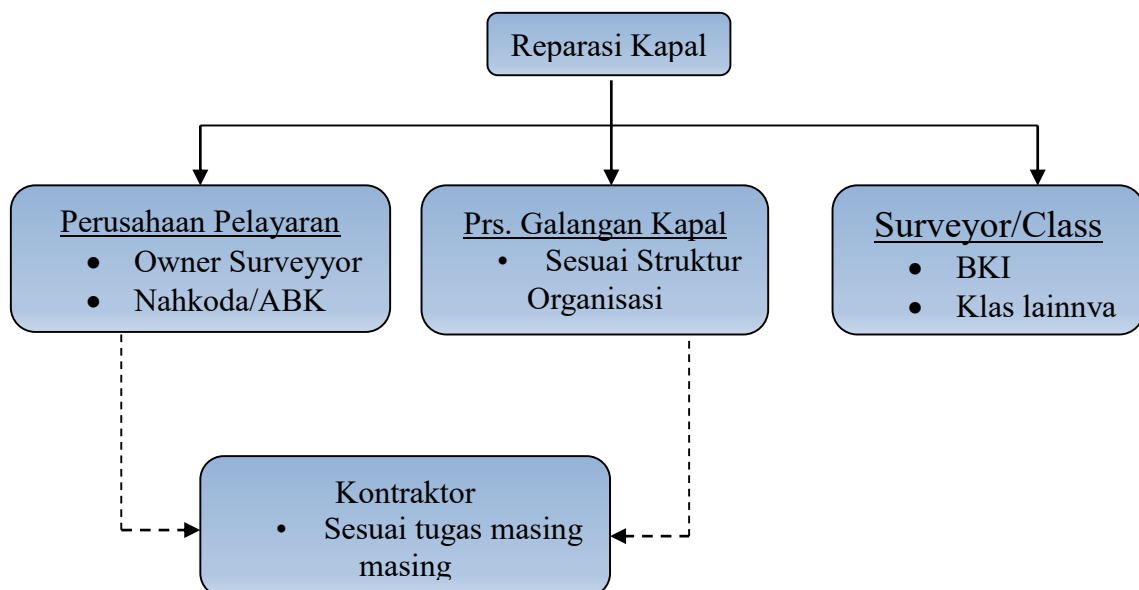 Reparasi Kapal
Perusahaan Pelayaran
• Owner Surveyyor
• Nahkoda/ABK
Prs. Galangan Kapal
• Sesuai Struktur
Organisasi
Surveyor/Class
• BKI
• Klas lainnya
Kontraktor
• Sesuai tugas masing
masing